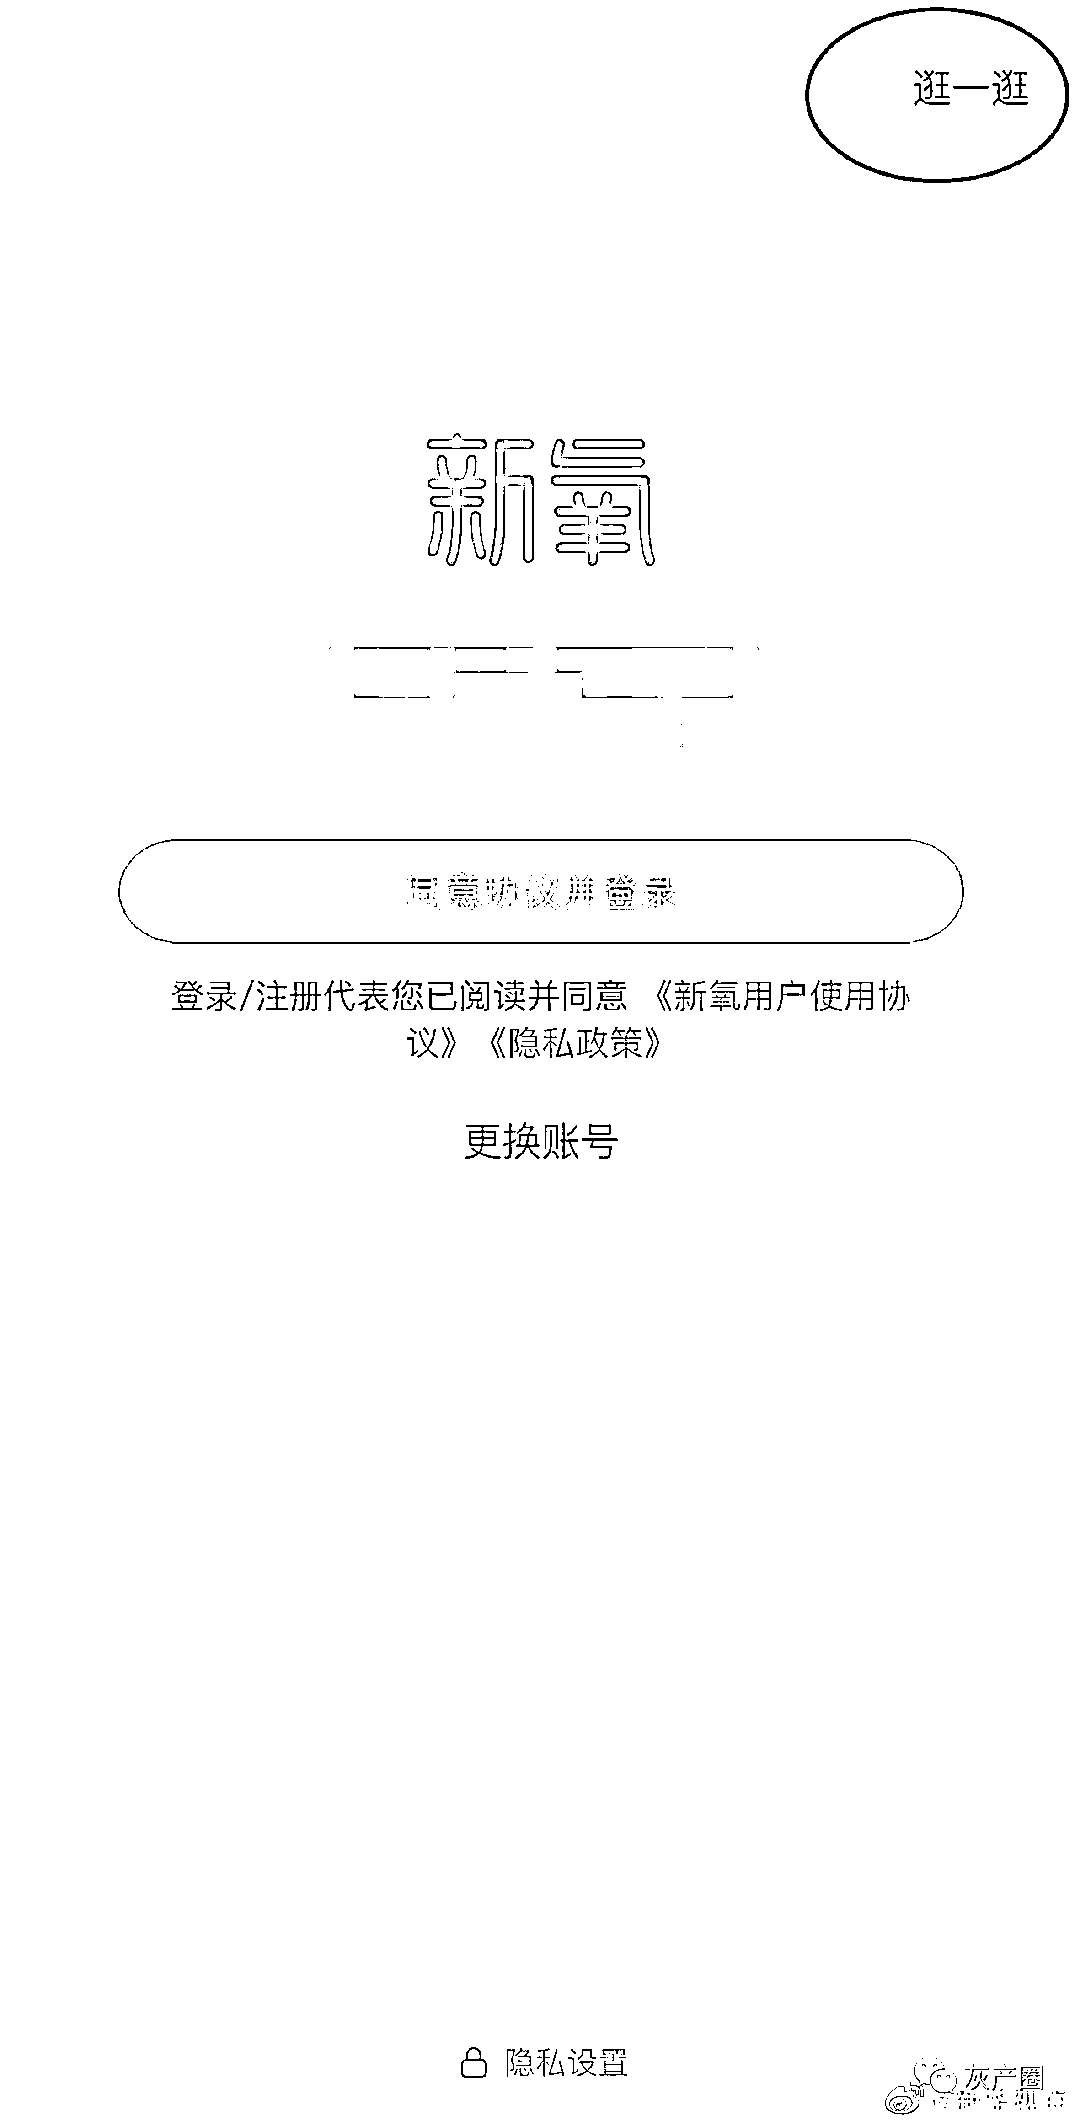 逛一逛
新氧
同意协议并登录
登录/注册代表您已阅读并同意 《新氧用户使用协
议》《隐私政策》
更换账号
隐私设置
灰产圈